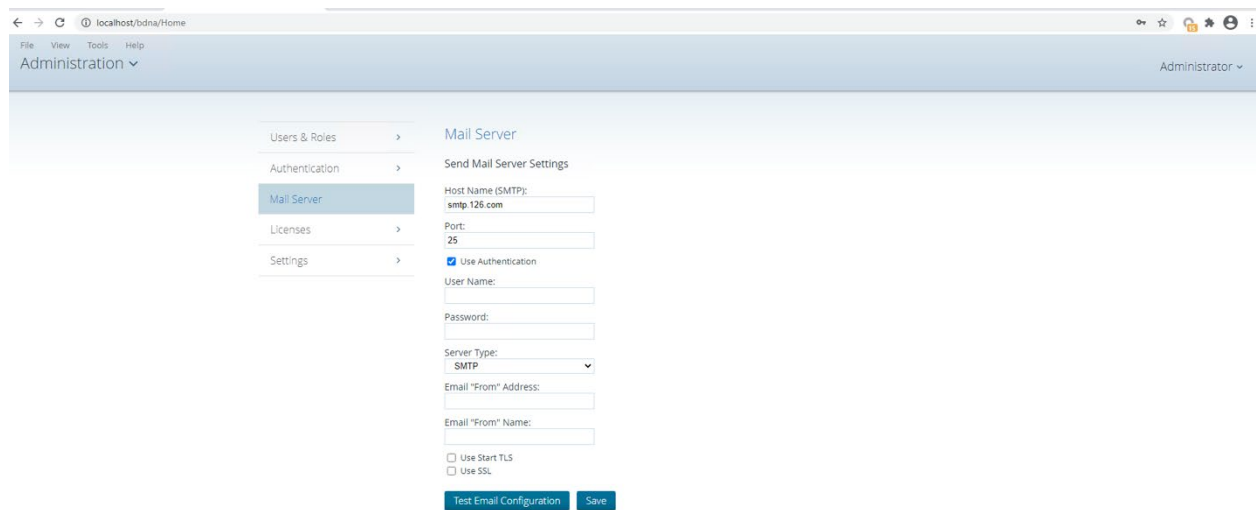 localhost/bdna/Home
15
File View Tools Help
Administration
Administrator
Users & Roles
Authentication
Mail Server
Licenses
Settings
Mail Server
Send Mail Server Settings
Host Name (SMTP):
smtp.126.com
Port:
25
Use Authentication
User Name:
Password:
Server Type:
SMTP
Email "From" Address:
Email "From" Name:
Use Start TLS
Use SSL
Test Email Configuration Save